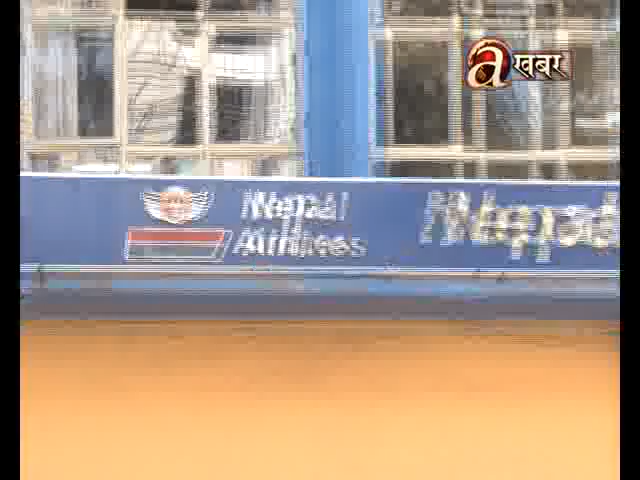 a खबर
Nepal
Airlines